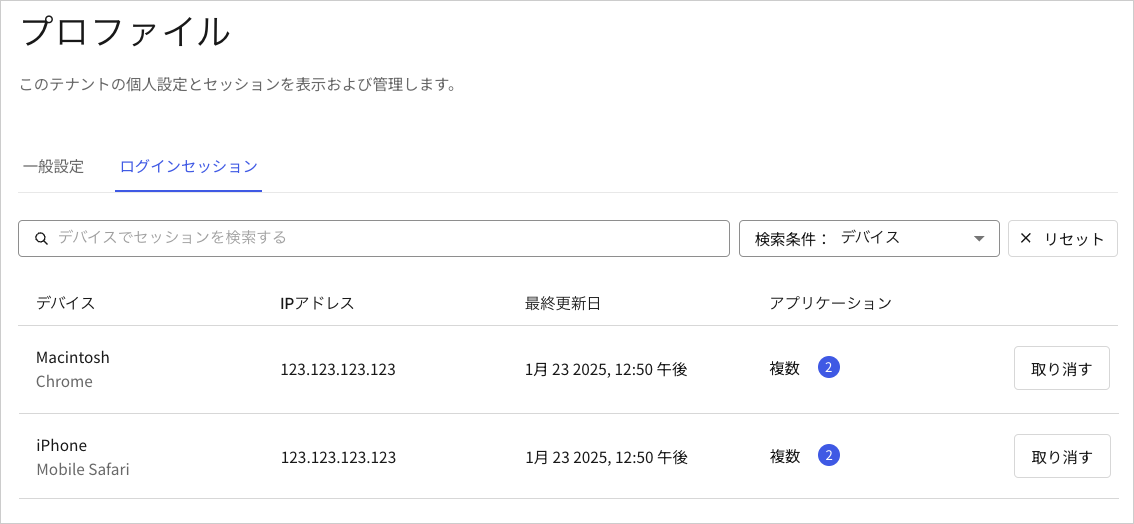 プロファイル
このテナントの個人設定とセッションを表示および管理します。
一般設定 ログインセッション
デバイスでセッションを検索する 検索条件： デバイス リセット
デバイス IPアドレス 最終更新日 アプリケーション
Macintosh
Chrome
123.123.123.123 1月 23 2025, 12:50 午後 複数 2 取り消す
iPhone
Mobile Safari
123.123.123.123 1月 23 2025, 12:50 午後 複数 2 取り消す